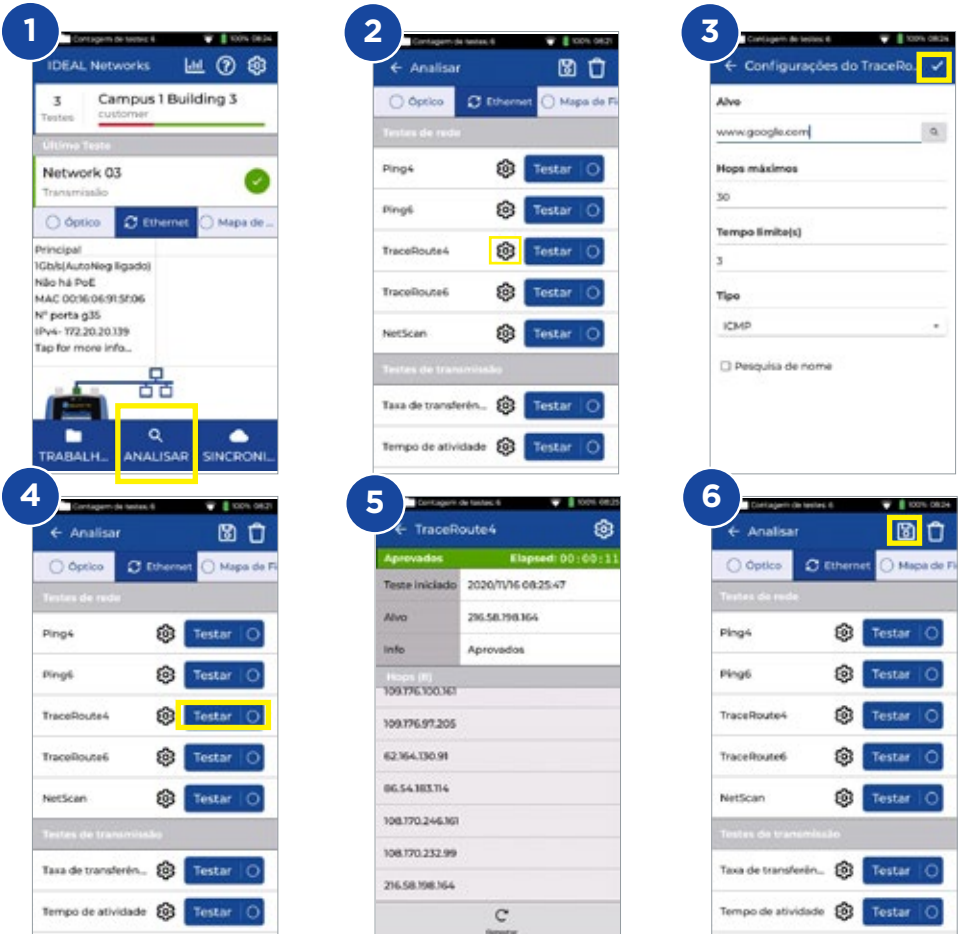 1
Contagem de testes: 6 100% 08:24
IDEAL Networks
3 Campus 1 Building 3
Testes customer
Último Teste
Network 03
Transmissão
Óptico Ethernet Mapa de ...
Principal
1Gb/s(AutoNeg ligado)
Não há PoE
MAC 00:16:06:91:5f:06
Nº porta g35
IPv4- 172.20.20.139
Tap for more info...
TRABALH... ANALISAR SINCRONI...
2
Contagem de testes: 6 100% 08:21
Analisar
Óptico Ethernet Mapa de Fi
Testes de rede
Ping4 Testar
Ping6 Testar
TraceRoute4 Testar
TraceRoute6 Testar
NetScan Testar
Testes de transmissão
Taxa de transferên... Testar
Tempo de atividade Testar
3
Contagem de testes: 6 100% 08:24
Configurações do TraceRo...
Alvo
www.google.com
Hops máximos
30
Tempo limite(s)
3
Tipo
ICMP
Pesquisa de nome
4
Contagem de testes: 6 100% 08:21
Analisar
Óptico Ethernet Mapa de Fi
Testes de rede
Ping4 Testar
Ping6 Testar
TraceRoute4 Testar
TraceRoute6 Testar
NetScan Testar
Testes de transmissão
Taxa de transferên... Testar
Tempo de atividade Testar
5
Contagem de testes: 6 100% 08:25
TraceRoute4
Aprovados Elapsed: 00:00:11
Teste iniciado 2020/11/16 08:25:47
Alvo 216.58.198.164
Info Aprovados
Hops (8)
109.176.100.161
109.176.97.205
62.164.130.91
86.54.183.114
108.170.246.161
108.170.232.99
216.58.198.164
6
Contagem de testes: 6 100% 08:24
Analisar
Óptico Ethernet Mapa de Fi
Testes de rede
Ping4 Testar
Ping6 Testar
TraceRoute4 Testar
TraceRoute6 Testar
NetScan Testar
Testes de transmissão
Taxa de transferên... Testar
Tempo de atividade Testar